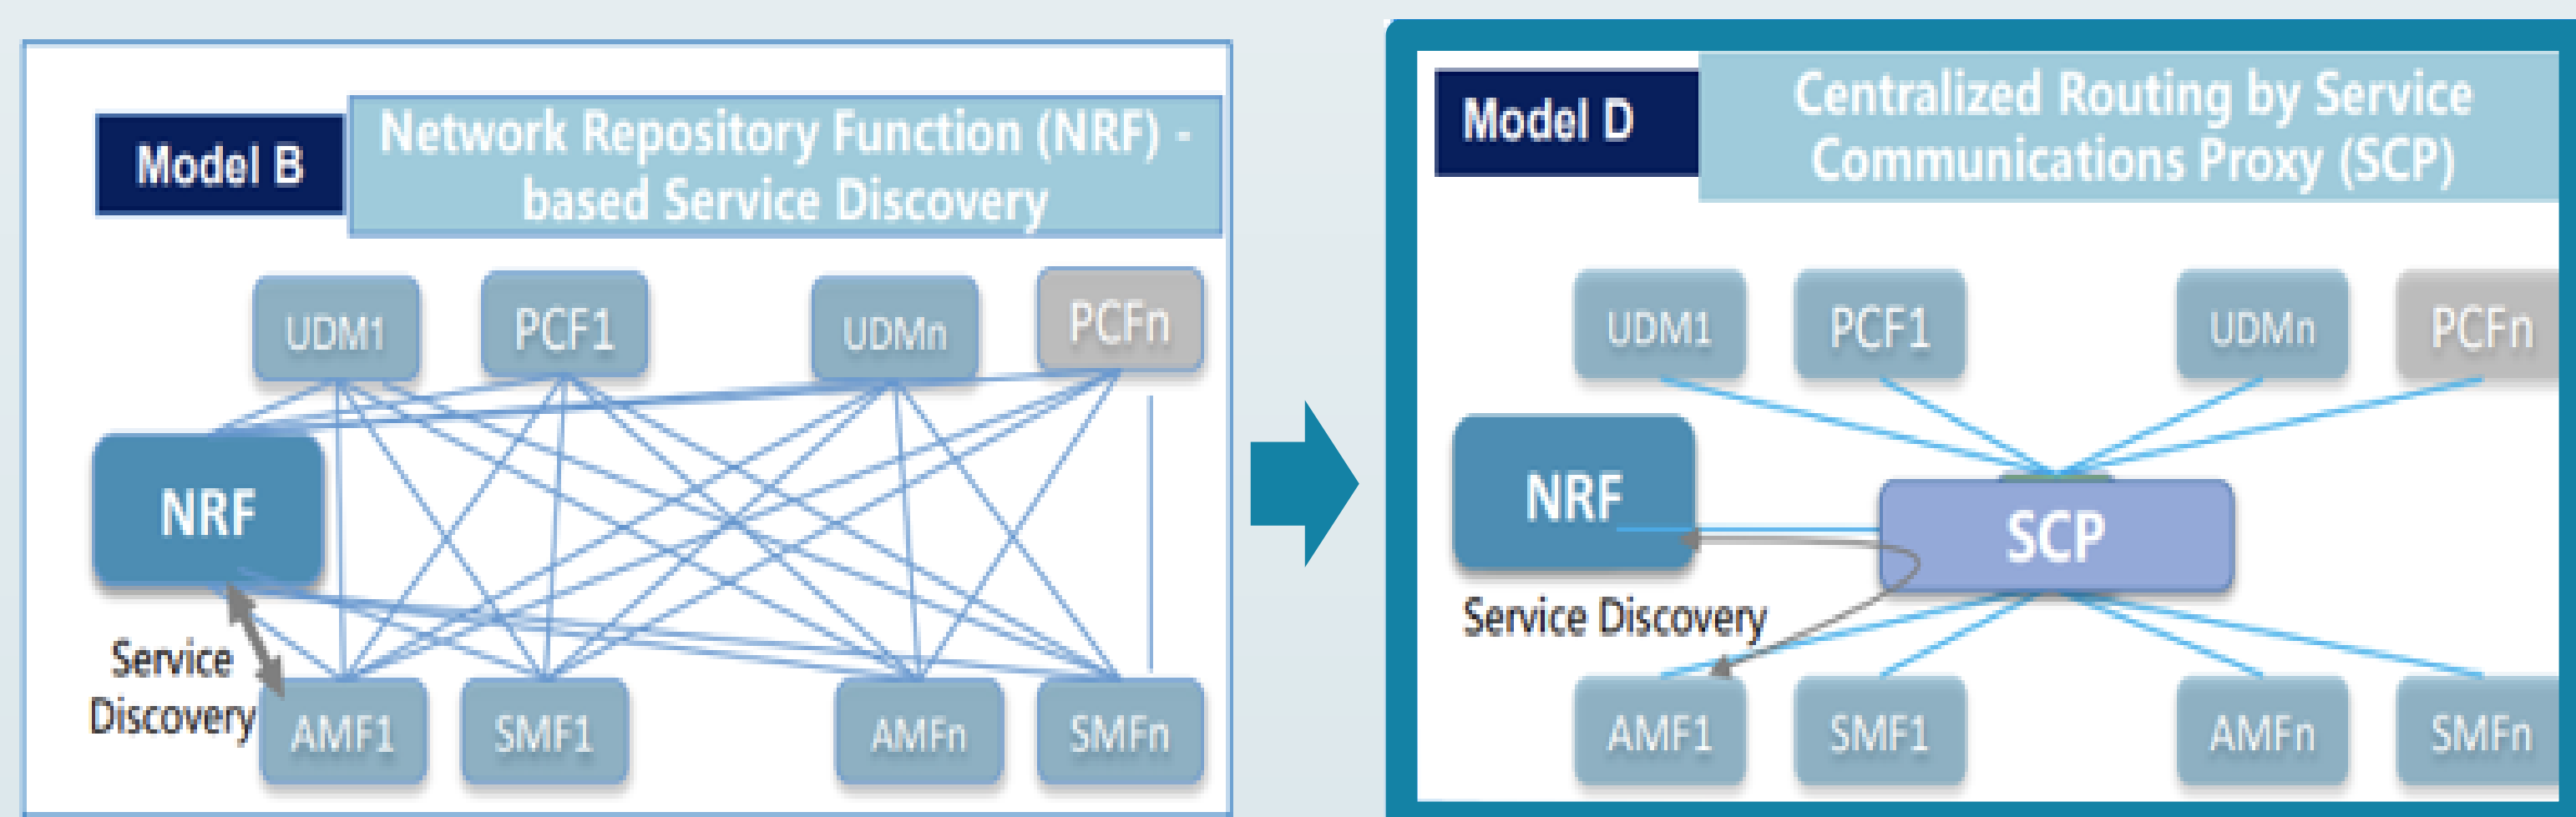 Model B
Network Repository Function (NRF) -
based Service Discovery
UDM1
PCF1
UDMn
PCFn
NRF
Service
Discovery
AMF1
SMF1
AMFn
SMFn
Model D
Centralized Routing by Service
Communications Proxy (SCP)
UDM1
PCF1
UDMn
PCFn
NRF
SCP
Service Discovery
AMF1
SMF1
AMFn
SMFn